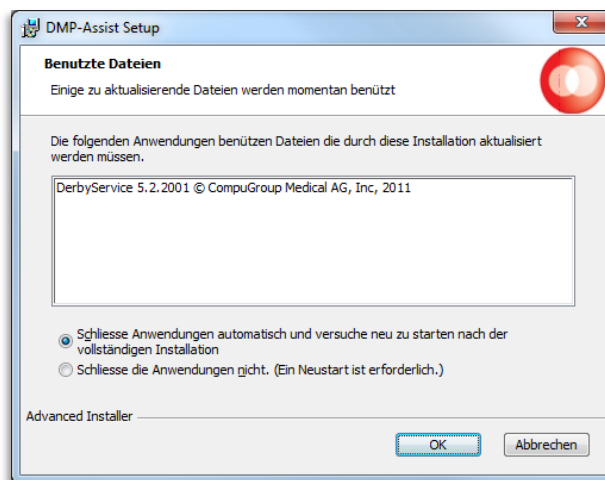 DMP-Assist Setup
Benutzte Dateien
Einige zu aktualisierende Dateien werden momentan benützt
Die folgenden Anwendungen benützen Dateien die durch diese Installation aktualisiert
werden müssen.
DerbyService 5.2.2001 © CompuGroup Medical AG, Inc, 2011
Schliesse Anwendungen automatisch und versuche neu zu starten nach der
vollständigen Installation
Schliesse die Anwendungen nicht. (Ein Neustart ist erforderlich.)
Advanced Installer
OK
Abbrechen